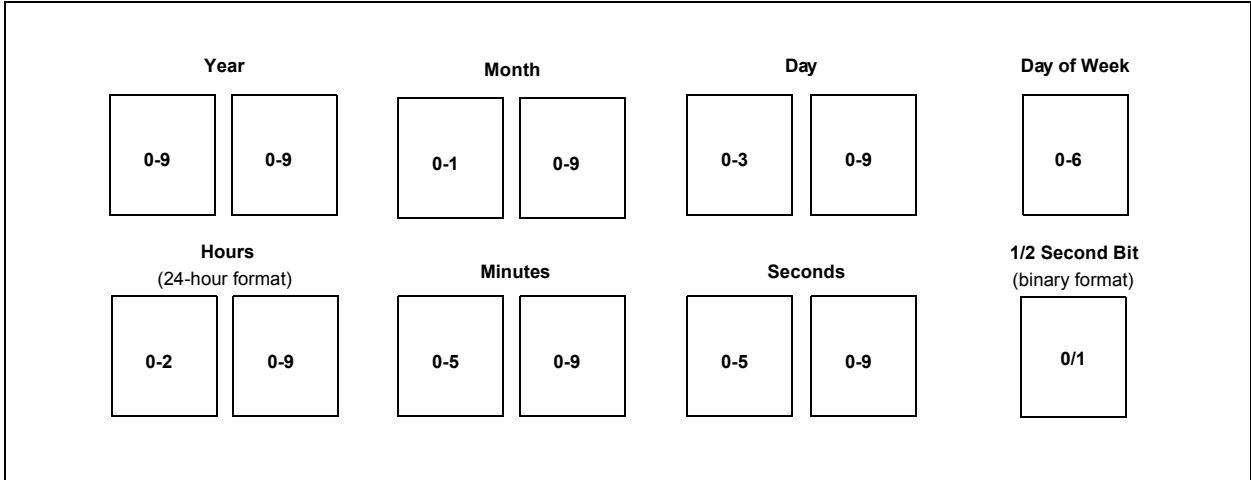 Year Month Day Day of Week
0-9 0-9 0-1 0-9 0-3 0-9 0-6
Hours Minutes Seconds 1/2 Second Bit
(24-hour format) (binary format)
0-2 0-9 0-5 0-9 0-5 0-9 0/1